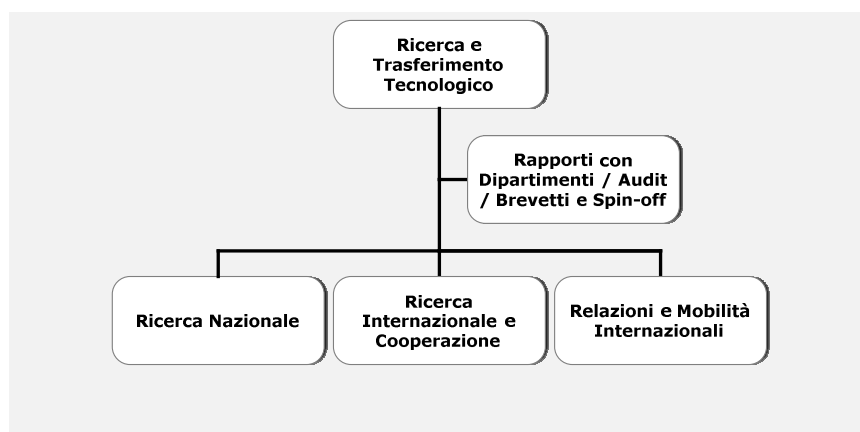 Ricerca e
Trasferimento
Tecnologico
Rapporti con
Dipartimenti / Audit
/ Brevetti e Spin-off
Ricerca Nazionale
Ricerca
Internazionale e
Cooperazione
Relazioni e Mobilità
Internazionali